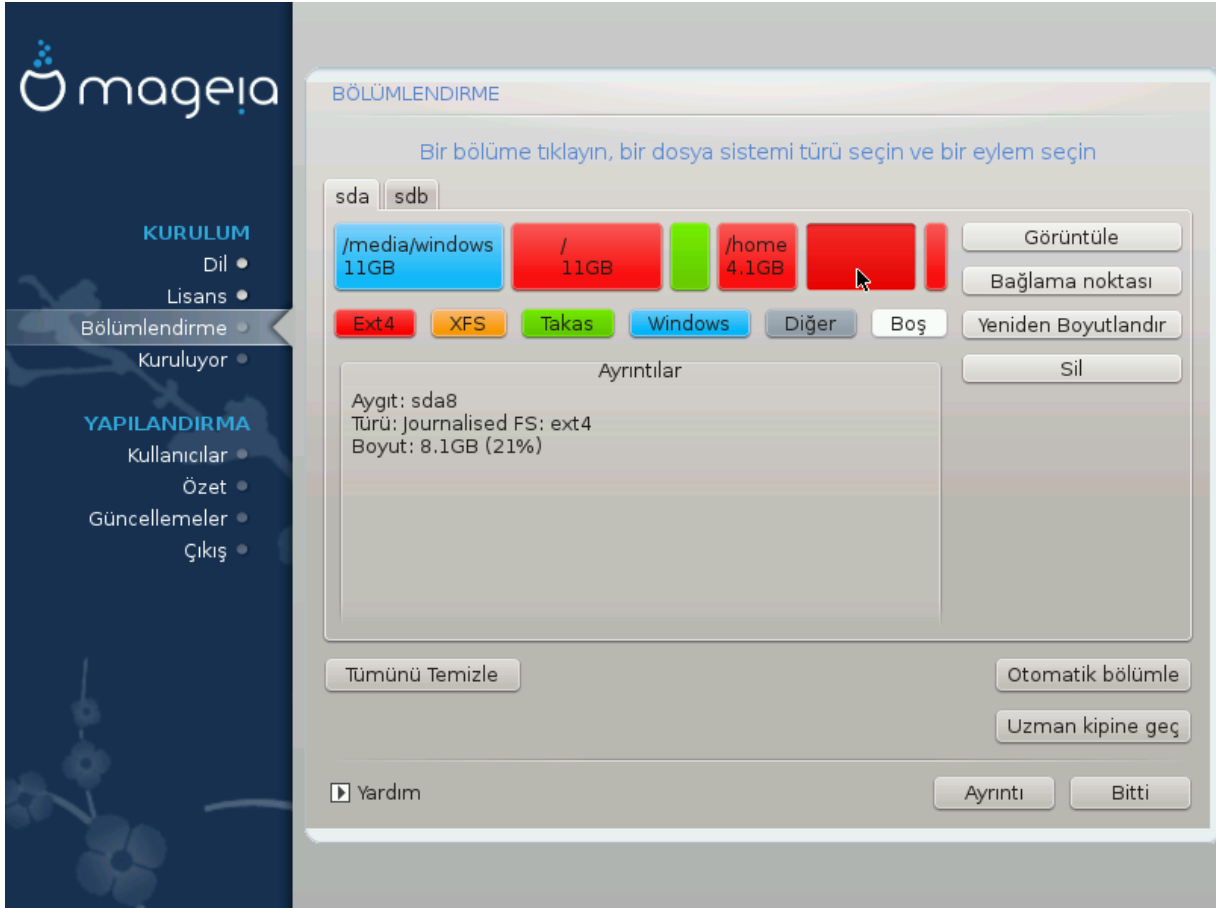 mageia
KURULUM
Dil
Lisans
Bölümlendirme
Kuruluyor
YAPILANDIRMA
Kullanıcılar
Özet
Güncellemeler
Çıkış
BÖLÜMLENDIRME
Bir bölüme tıklayın, bir dosya sistemi türü seçin ve bir eylem seçin
sda sdb
/media/windows
11GB
/
11GB
/home
4.1GB
Ext4 XFS Takas Windows Diğer Boş
Görüntüle
Bağlama noktası
Yeniden Boyutlandır
Sil
Ayrıntılar
Aygıt: sda8
Türü: Journalised FS: ext4
Boyut: 8.1GB (21%)
Tümünü Temizle
Otomatik bölümle
Uzman kipine geç
Yardım
Ayrıntı
Bitti